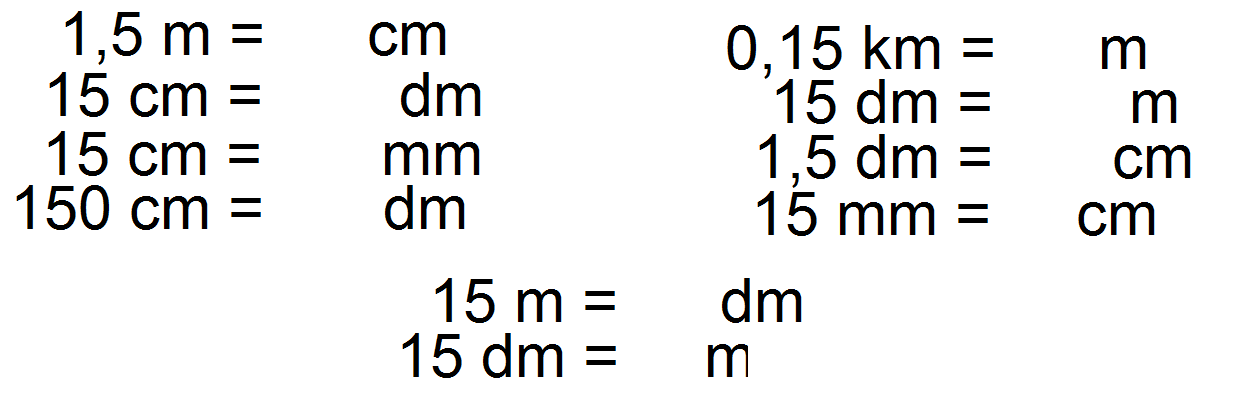 1,5 m = cm
15 cm = dm
15 cm = mm
150 cm = dm
0,15 km = m
15 dm = m
1,5 dm = cm
15 mm = cm
15 m = dm
15 dm = m